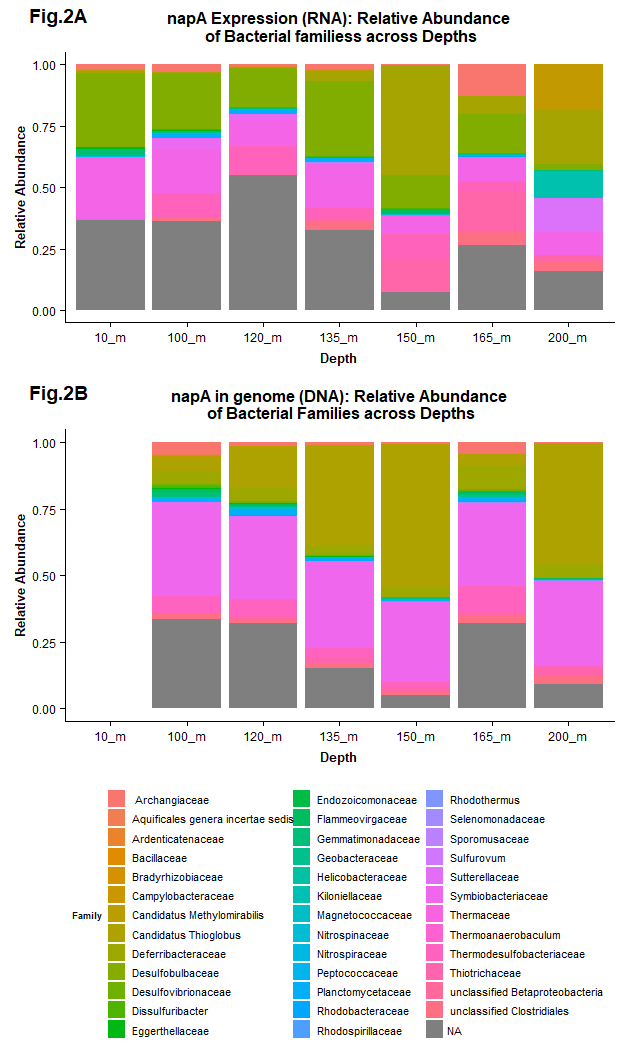 Fig.2A
napA Expression (RNA): Relative Abundance
of Bacterial familiess across Depths
1.00
0.75
0.50
0.25
0.00
Relative Abundance
10_m 100_m 120_m 135_m 150_m 165_m 200_m
Depth
Fig.2B
napA in genome (DNA): Relative Abundance
of Bacterial Families across Depths
1.00
0.75
0.50
0.25
0.00
Relative Abundance
10_m 100_m 120_m 135_m 150_m 165_m 200_m
Depth
Family
Archangiaceae
Aquificales genera incertae sedis
Ardenticatenaceae
Bacillaceae
Bradyrhizobiaceae
Campylobacteraceae
Candidatus Methylomirabilis
Candidatus Thioglobus
Deferribacteraceae
Desulfobulbaceae
Desulfovibrionaceae
Dissulfuribacter
Eggerthellaceae
Endozoicomonaceae
Flammeovirgaceae
Gemmatimonadaceae
Geobacteraceae
Helicobacteraceae
Kiloniellaceae
Magnetococcaceae
Nitrospinaceae
Nitrospiraceae
Peptococcaceae
Planctomycetaceae
Rhodobacteraceae
Rhodospirillaceae
Rhodothermus
Selenomonadaceae
Sporomusaceae
Sulfurovum
Sutterellaceae
Symbiobacteriaceae
Thermaceae
Thermoanaerobaculum
Thermodesulfobacteriaceae
Thiotrichaceae
unclassified Betaproteobacteria
unclassified Clostridiales
NA